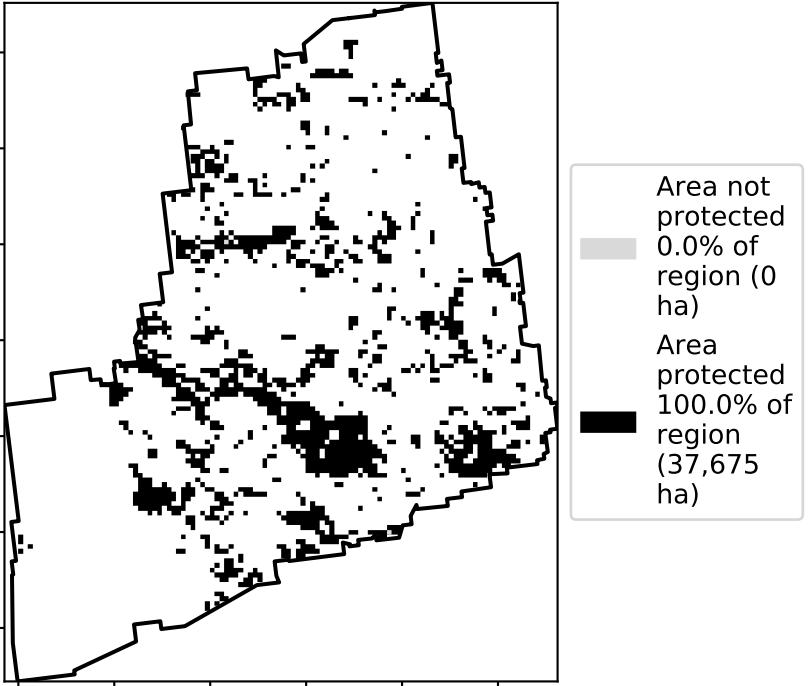 Area not
protected
0.0% of
region (0
ha)
Area
protected
100.0% of
region
(37,675
ha)